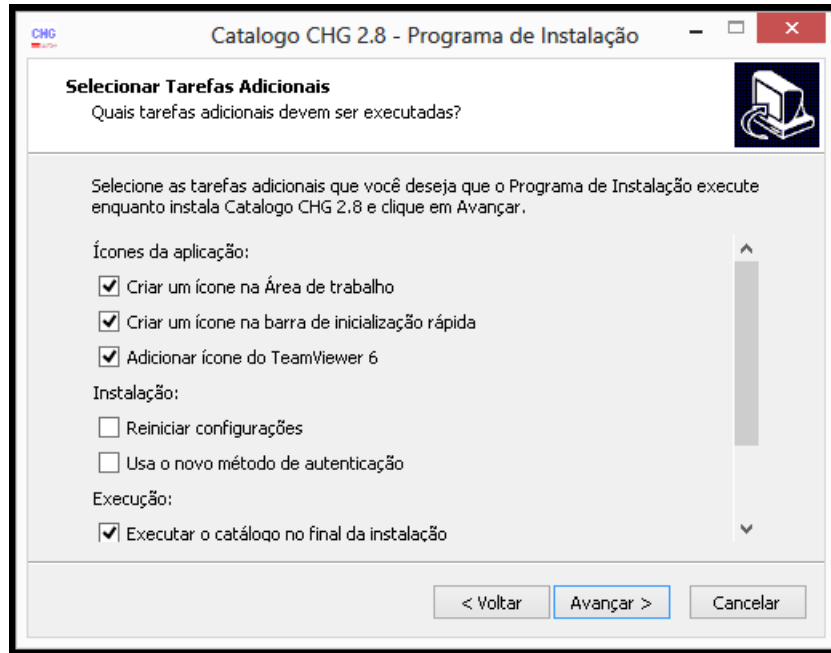 CHG
Catalogo CHG 2.8 - Programa de Instalação
Selecionar Tarefas Adicionais
Quais tarefas adicionais devem ser executadas?
Selecione as tarefas adicionais que você deseja que o Programa de Instalação execute
enquanto instala Catalogo CHG 2.8 e clique em Avançar.
Ícones da aplicação:
Criar um ícone na Área de trabalho
Criar um ícone na barra de inicialização rápida
Adicionar ícone do TeamViewer 6
Instalação:
Reiniciar configurações
Usa o novo método de autenticação
Execução:
Executar o catálogo no final da instalação
< Voltar
Avançar >
Cancelar